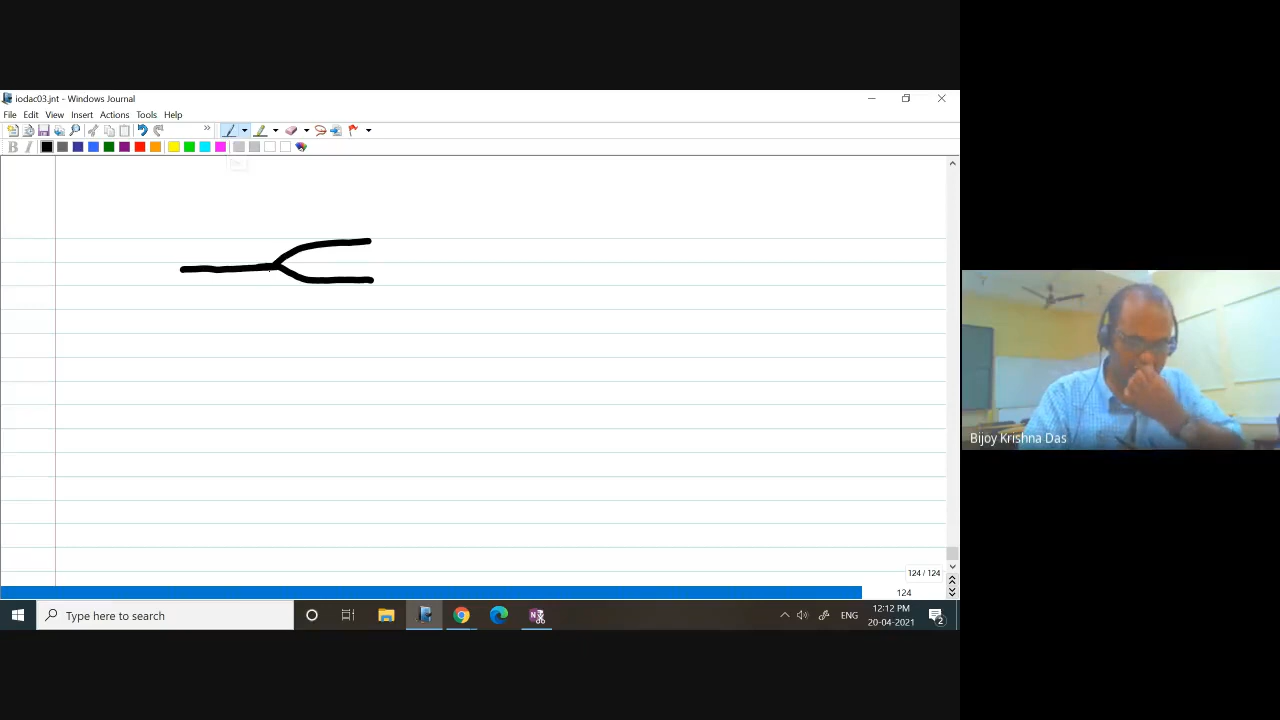 iodac03.jnt - Windows Journal
File Edit View Insert Actions Tools Help
B I
124 / 124
124
Type here to search
ENG
12:12 PM
20-04-2021
2
Bijoy Krishna Das